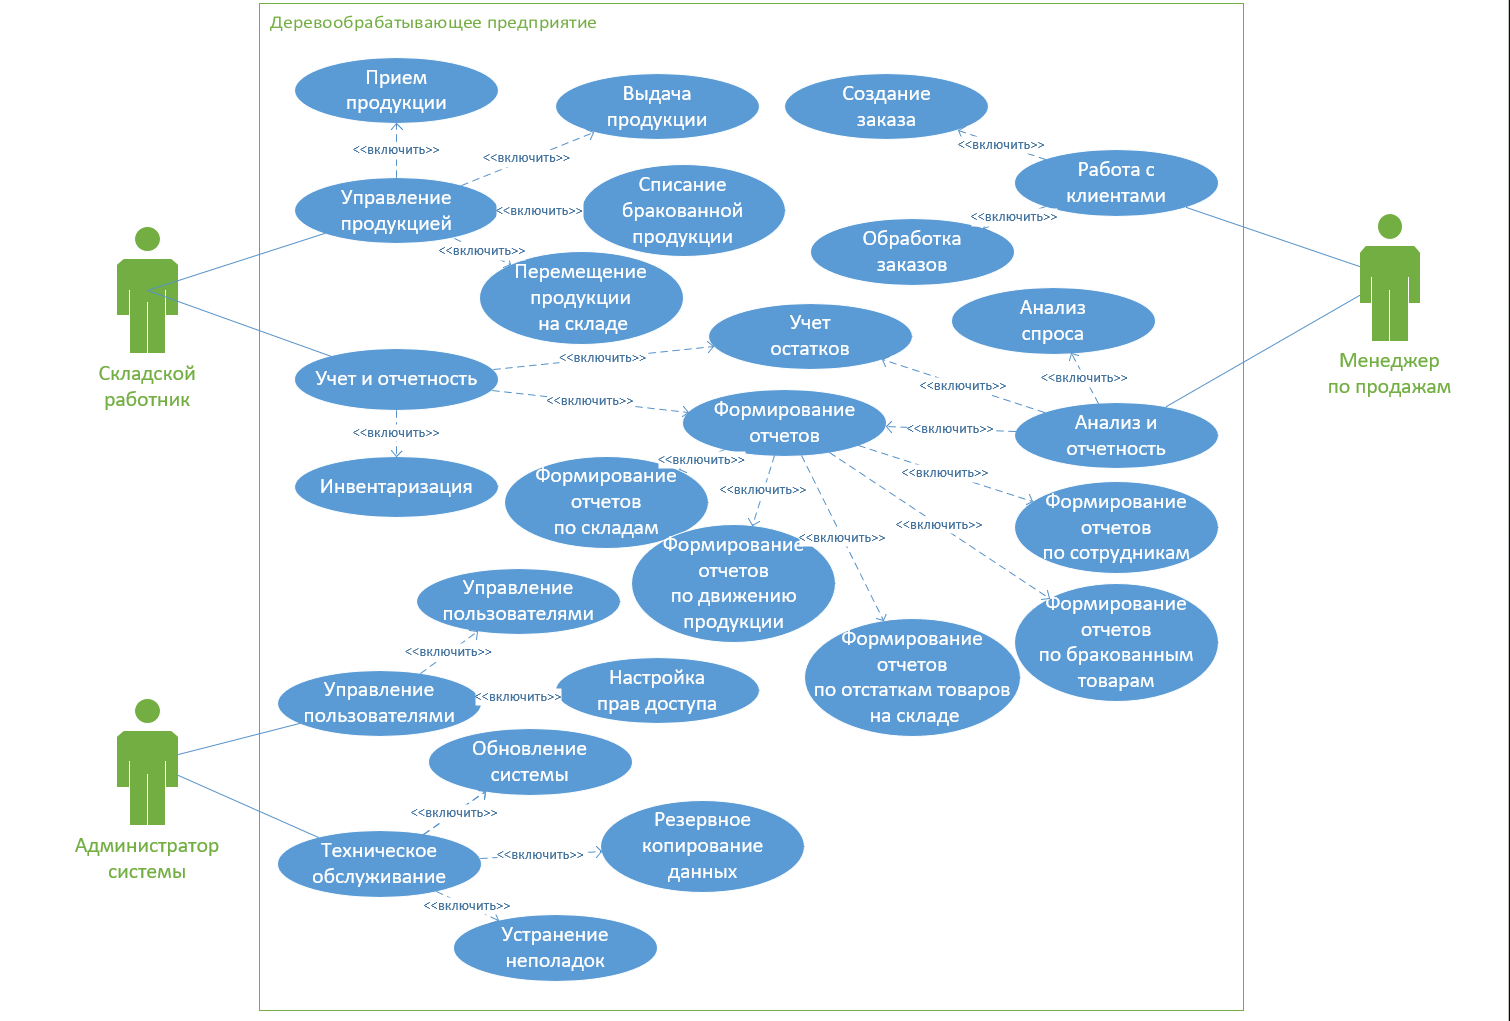 Деревообрабатывающее предприятие
Прием
продукции
Выдача
продукции
Создание
заказа
<<включить>>
<<включить>>
<<включить>>
Работа с
клиентами
Управление
продукцией
<<включить>>
Списание
бракованной
продукции
<<включить>>
<<включить>>
Обработка
заказов
Перемещение
продукции
на складе
Складской
работник
Менеджер
по продажам
Учет
остатков
Анализ
спроса
<<включить>>
Учет и отчетность
<<включить>>
<<включить>>
<<включить>>
Формирование
отчетов
<<включить>>
Анализ и
отчетность
<<включить>>
<<включить>>
<<включить>>
<<включить>>
<<включить>>
<<включить>>
<<включить>>
Инвентаризация
Формирование
отчетов
по складам
Формирование
отчетов
по движению
продукции
Формирование
отчетов
по сотрудникам
Формирование
отчетов
по бракованным
товарам
Формирование
отчетов
по отстаткам товаров
на складе
Управление
пользователями
<<включить>>
Управление
пользователями
<<включить>>
Настройка
прав доступа
Администратор
системы
Обновление
системы
<<включить>>
Техническое
обслуживание
<<включить>>
Резервное
копирование
данных
<<включить>>
Устранение
неполадок